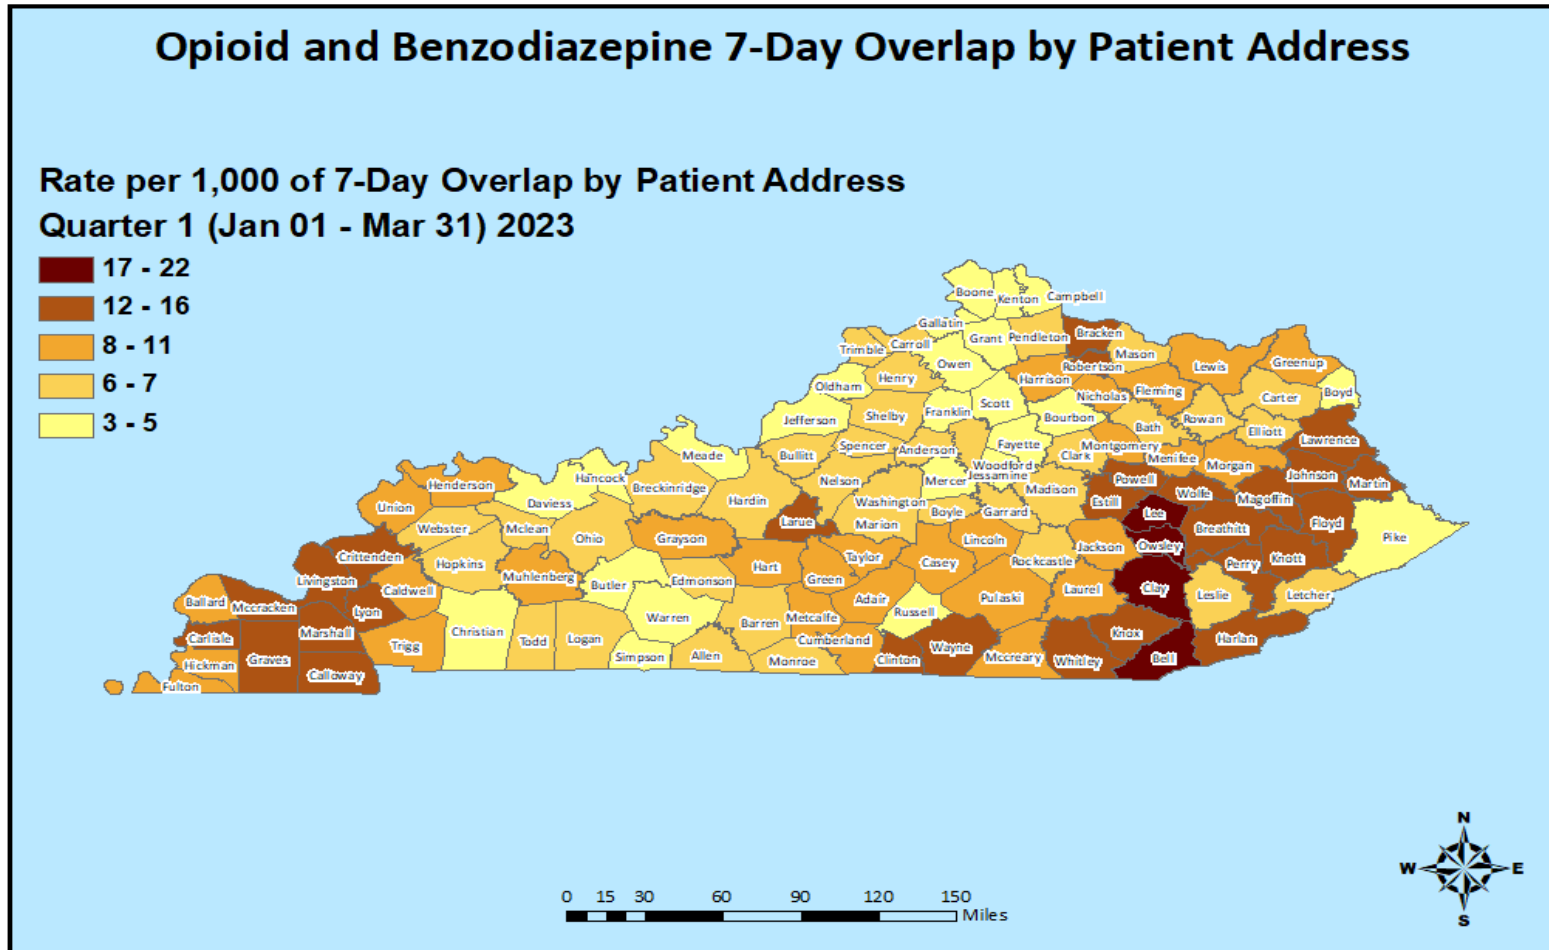 Opioid and Benzodiazepine 7-Day Overlap by Patient Address
Rate per 1,000 of 7-Day Overlap by Patient Address
Quarter 1 (Jan 01 - Mar 31) 2023
17 - 22
12 - 16
8 - 11
6 - 7
3 - 5
Boone
Kenton
Campbell
Gallatin
Grant
Pendleton
Bracken
Trimble
Carroll
Owen
Mason
Robertson
Lewis
Greenup
Oldham
Henry
Harrison
Nicholas
Fleming
Carter
Boyd
Jefferson
Shelby
Franklin
Scott
Bourbon
Bath
Rowan
Elliott
Lawrence
Meade
Bullitt
Spencer
Anderson
Fayette
Clark
Montgomery
Menifee
Morgan
Henderson
Hancock
Daviess
Breckinridge
Hardin
Nelson
Mercer
Woodford
Jessamine
Madison
Powell
Estill
Wolfe
Magoffin
Johnson
Martin
Union
Webster
Mclean
Ohio
Grayson
Larue
Washington
Marion
Boyle
Garrard
Lee
Breathitt
Floyd
Pike
Crittenden
Hopkins
Muhlenberg
Butler
Edmonson
Hart
Taylor
Green
Casey
Lincoln
Rockcastle
Jackson
Owsley
Perry
Knott
Livingston
Caldwell
Ballard
Mccracken
Lyon
Christian
Warren
Barren
Metcalfe
Adair
Russell
Pulaski
Laurel
Clay
Leslie
Letcher
Carlisle
Marshall
Trigg
Todd
Logan
Simpson
Allen
Monroe
Cumberland
Clinton
Wayne
Mccreary
Whitley
Knox
Bell
Harlan
Hickman
Graves
Calloway
Fulton
N
W
E
S
0 15 30 60 90 120 150
Miles